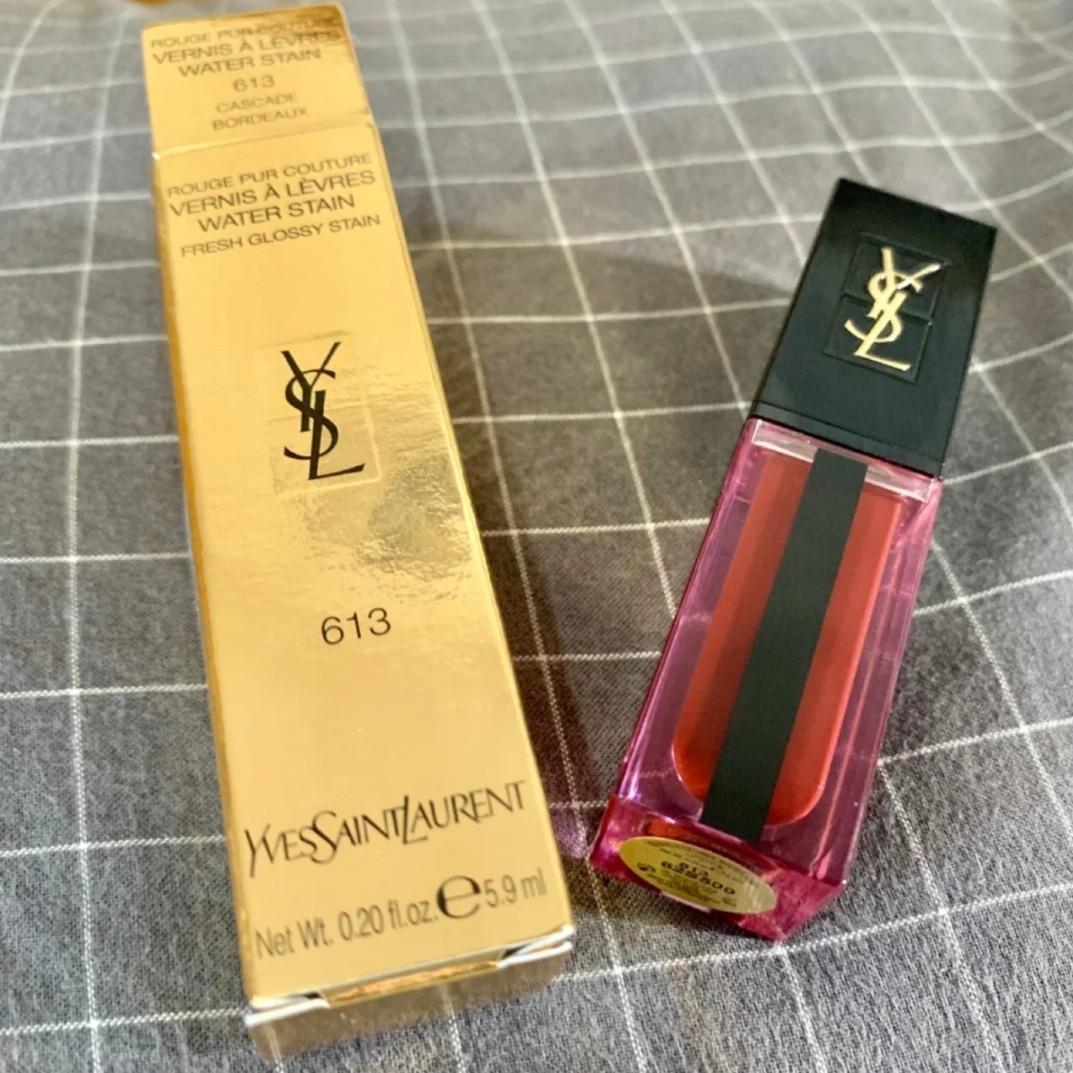 ROUGE PUR COUTURE
VERNIS À LÈVRES
WATER STAIN
613
CASCADE
BORDEAUX
ROUGE PUR COUTURE
VERNIS À LÈVRES
WATER STAIN
FRESH GLOSSY STAIN
YSL
613
YVESSAINTLAURENT
Net Wt. 0.20 fl.oz. e 5.9 ml
YSL
613